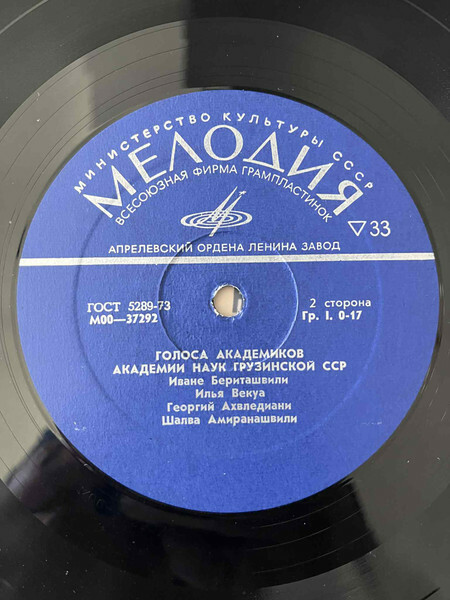 МИНИСТЕРСТВО КУЛЬТУРЫ СССР
МЕЛОДИЯ
ВСЕСОЮЗНАЯ ФИРМА ГРАМПЛАСТИНОК
▽33
АПРЕЛЕВСКИЙ ОРДЕНА ЛЕНИНА ЗАВОД
ГОСТ 5289-73
М00—37292
2 сторона
Гр. I. 0-17
ГОЛОСА АКАДЕМИКОВ
АКАДЕМИИ НАУК ГРУЗИНСКОЙ ССР
Иване Бериташвили
Илья Векуа
Георгий Ахвледиани
Шалва Амиранашвили